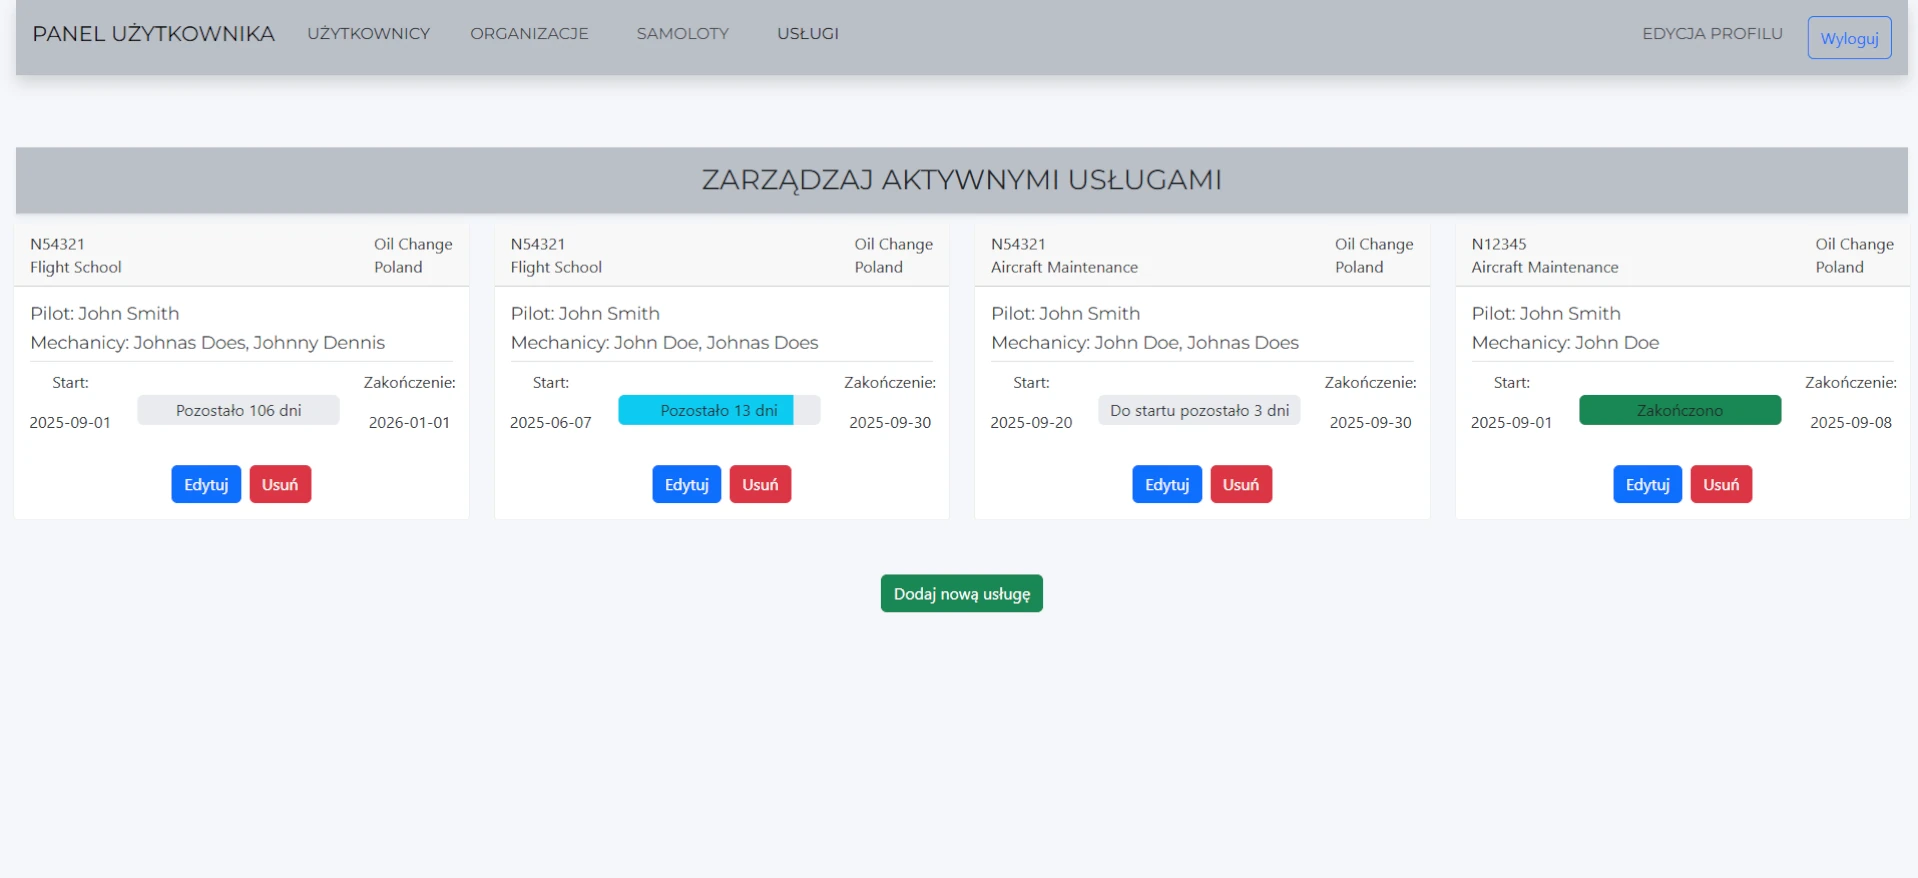 PANEL UŻYTKOWNIKA UŻYTKOWNICY ORGANIZACJE SAMOLOTY USŁUGI EDYCJA PROFILU Wyloguj
ZARZĄDZAJ AKTYWNYMI USŁUGAMI
N54321 Oil Change
Flight School Poland
Pilot: John Smith
Mechanicy: Johnas Does, Johnny Dennis
Start: Zakończenie:
Pozostało 106 dni
2025-09-01 2026-01-01
Edytuj Usuń
N54321 Oil Change
Flight School Poland
Pilot: John Smith
Mechanicy: John Doe, Johnas Does
Start: Zakończenie:
Pozostało 13 dni
2025-06-07 2025-09-30
Edytuj Usuń
N54321 Oil Change
Aircraft Maintenance Poland
Pilot: John Smith
Mechanicy: John Doe, Johnas Does
Start: Zakończenie:
Do startu pozostało 3 dni
2025-09-20 2025-09-30
Edytuj Usuń
N12345 Oil Change
Aircraft Maintenance Poland
Pilot: John Smith
Mechanicy: John Doe
Start: Zakończenie:
Zakończono
2025-09-01 2025-09-08
Edytuj Usuń
Dodaj nową usługę